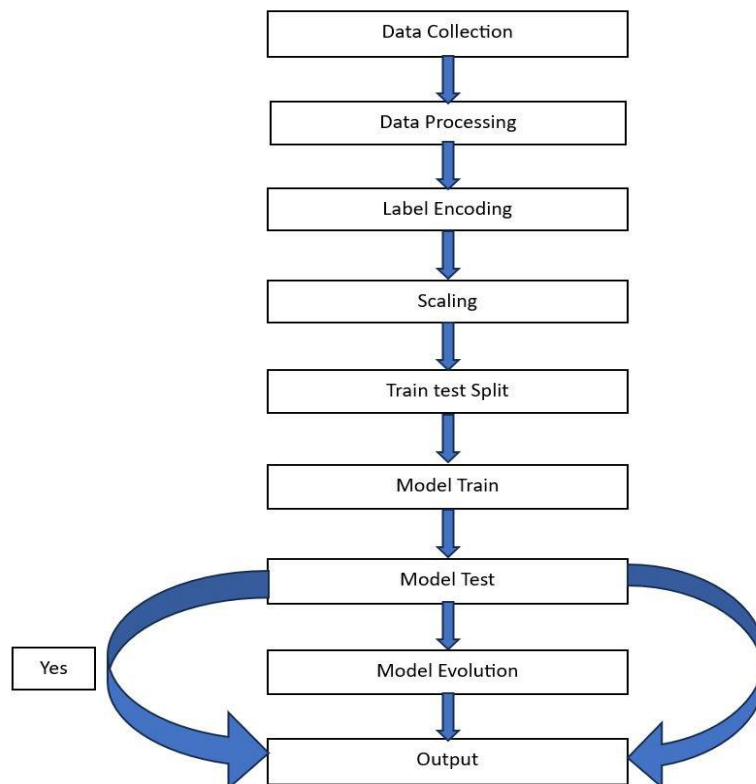 Data Collection
Data Processing
Label Encoding
Scaling
Train test Split
Model Train
Model Test
Yes
Model Evolution
Output